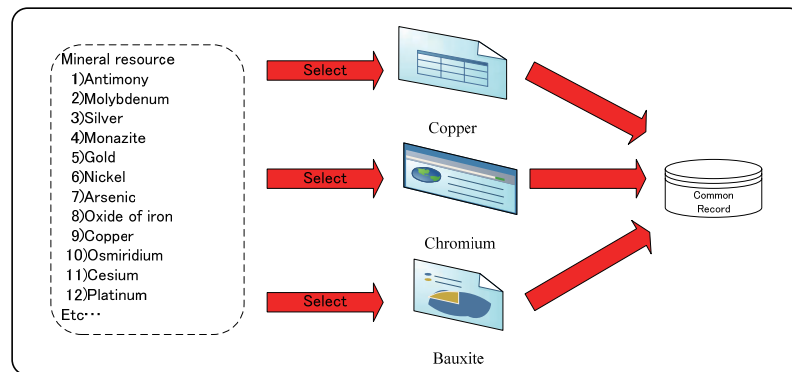 Mineral resource
1)Antimony
2)Molybdenum
3)Silver
4)Monazite
5)Gold
6)Nickel
7)Arsenic
8)Oxide of iron
9)Copper
10)Osmiridium
11)Cesium
12)Platinum
Etc…
Select
Copper
Select
Chromium
Select
Bauxite
Common
Record